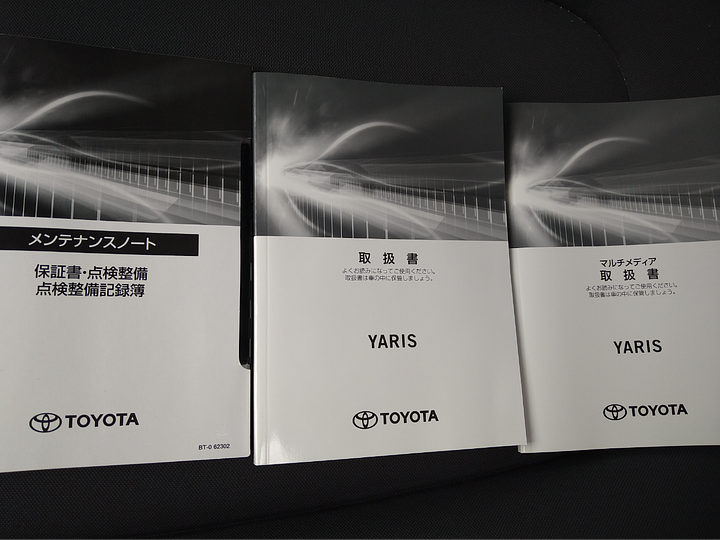 メンテナンスノート
保証書・点検整備
点検整備記録簿
TOYOTA
BT-0 62302
取扱書
よくお読みになってご使用ください。
取扱書は車の中に保管しましょう。
YARIS
TOYOTA
マルチメディア
取扱書
よくお読みになってご使用ください。
取扱書は車の中に保管しましょう。
YARIS
TOYOTA